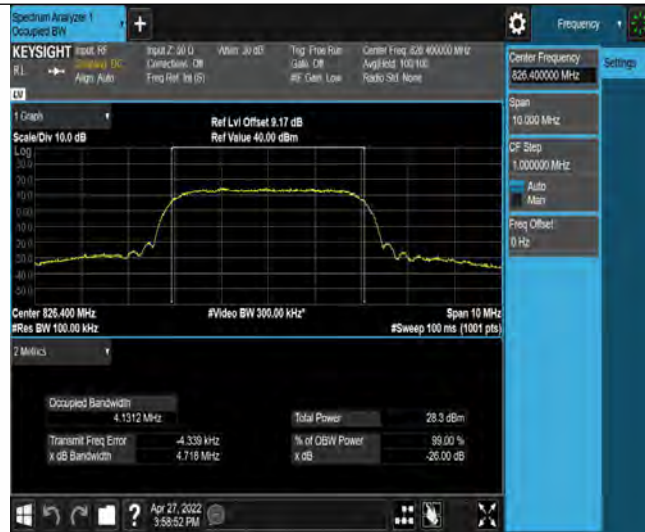 Spectrum Analyzer 1
Occupied BW
Frequency
KEYSIGHT
Input: RF
Input Z: 50 Ω
Atten: 30 dB
Trig: Free Run
Center Freq: 826.400000 MHz
Corrections: Off
Gate: Off
Avg|Hold: 100/100
Align: Auto
Freq Ref: Int (S)
#IF Gain: Low
Radio Std: None
LV
1 Graph
Scale/Div 10.0 dB
Ref Lvl Offset 9.17 dB
Ref Value 40.00 dBm
Log
Center 826.400 MHz
#Video BW 300.00 kHz*
Span 10 MHz
#Res BW 100.00 kHz
#Sweep 100 ms (1001 pts)
2 Metrics
Occupied Bandwidth
4.1312 MHz
Total Power
28.3 dBm
Transmit Freq Error
-4.339 kHz
% of OBW Power
99.00 %
x dB Bandwidth
4.718 MHz
x dB
-26.00 dB
Apr 27, 2022
3:58:52 PM
Center Frequency
826.400000 MHz
Settings
Span
10.000 MHz
CF Step
1.000000 MHz
Auto
Man
Freq Offset
0 Hz